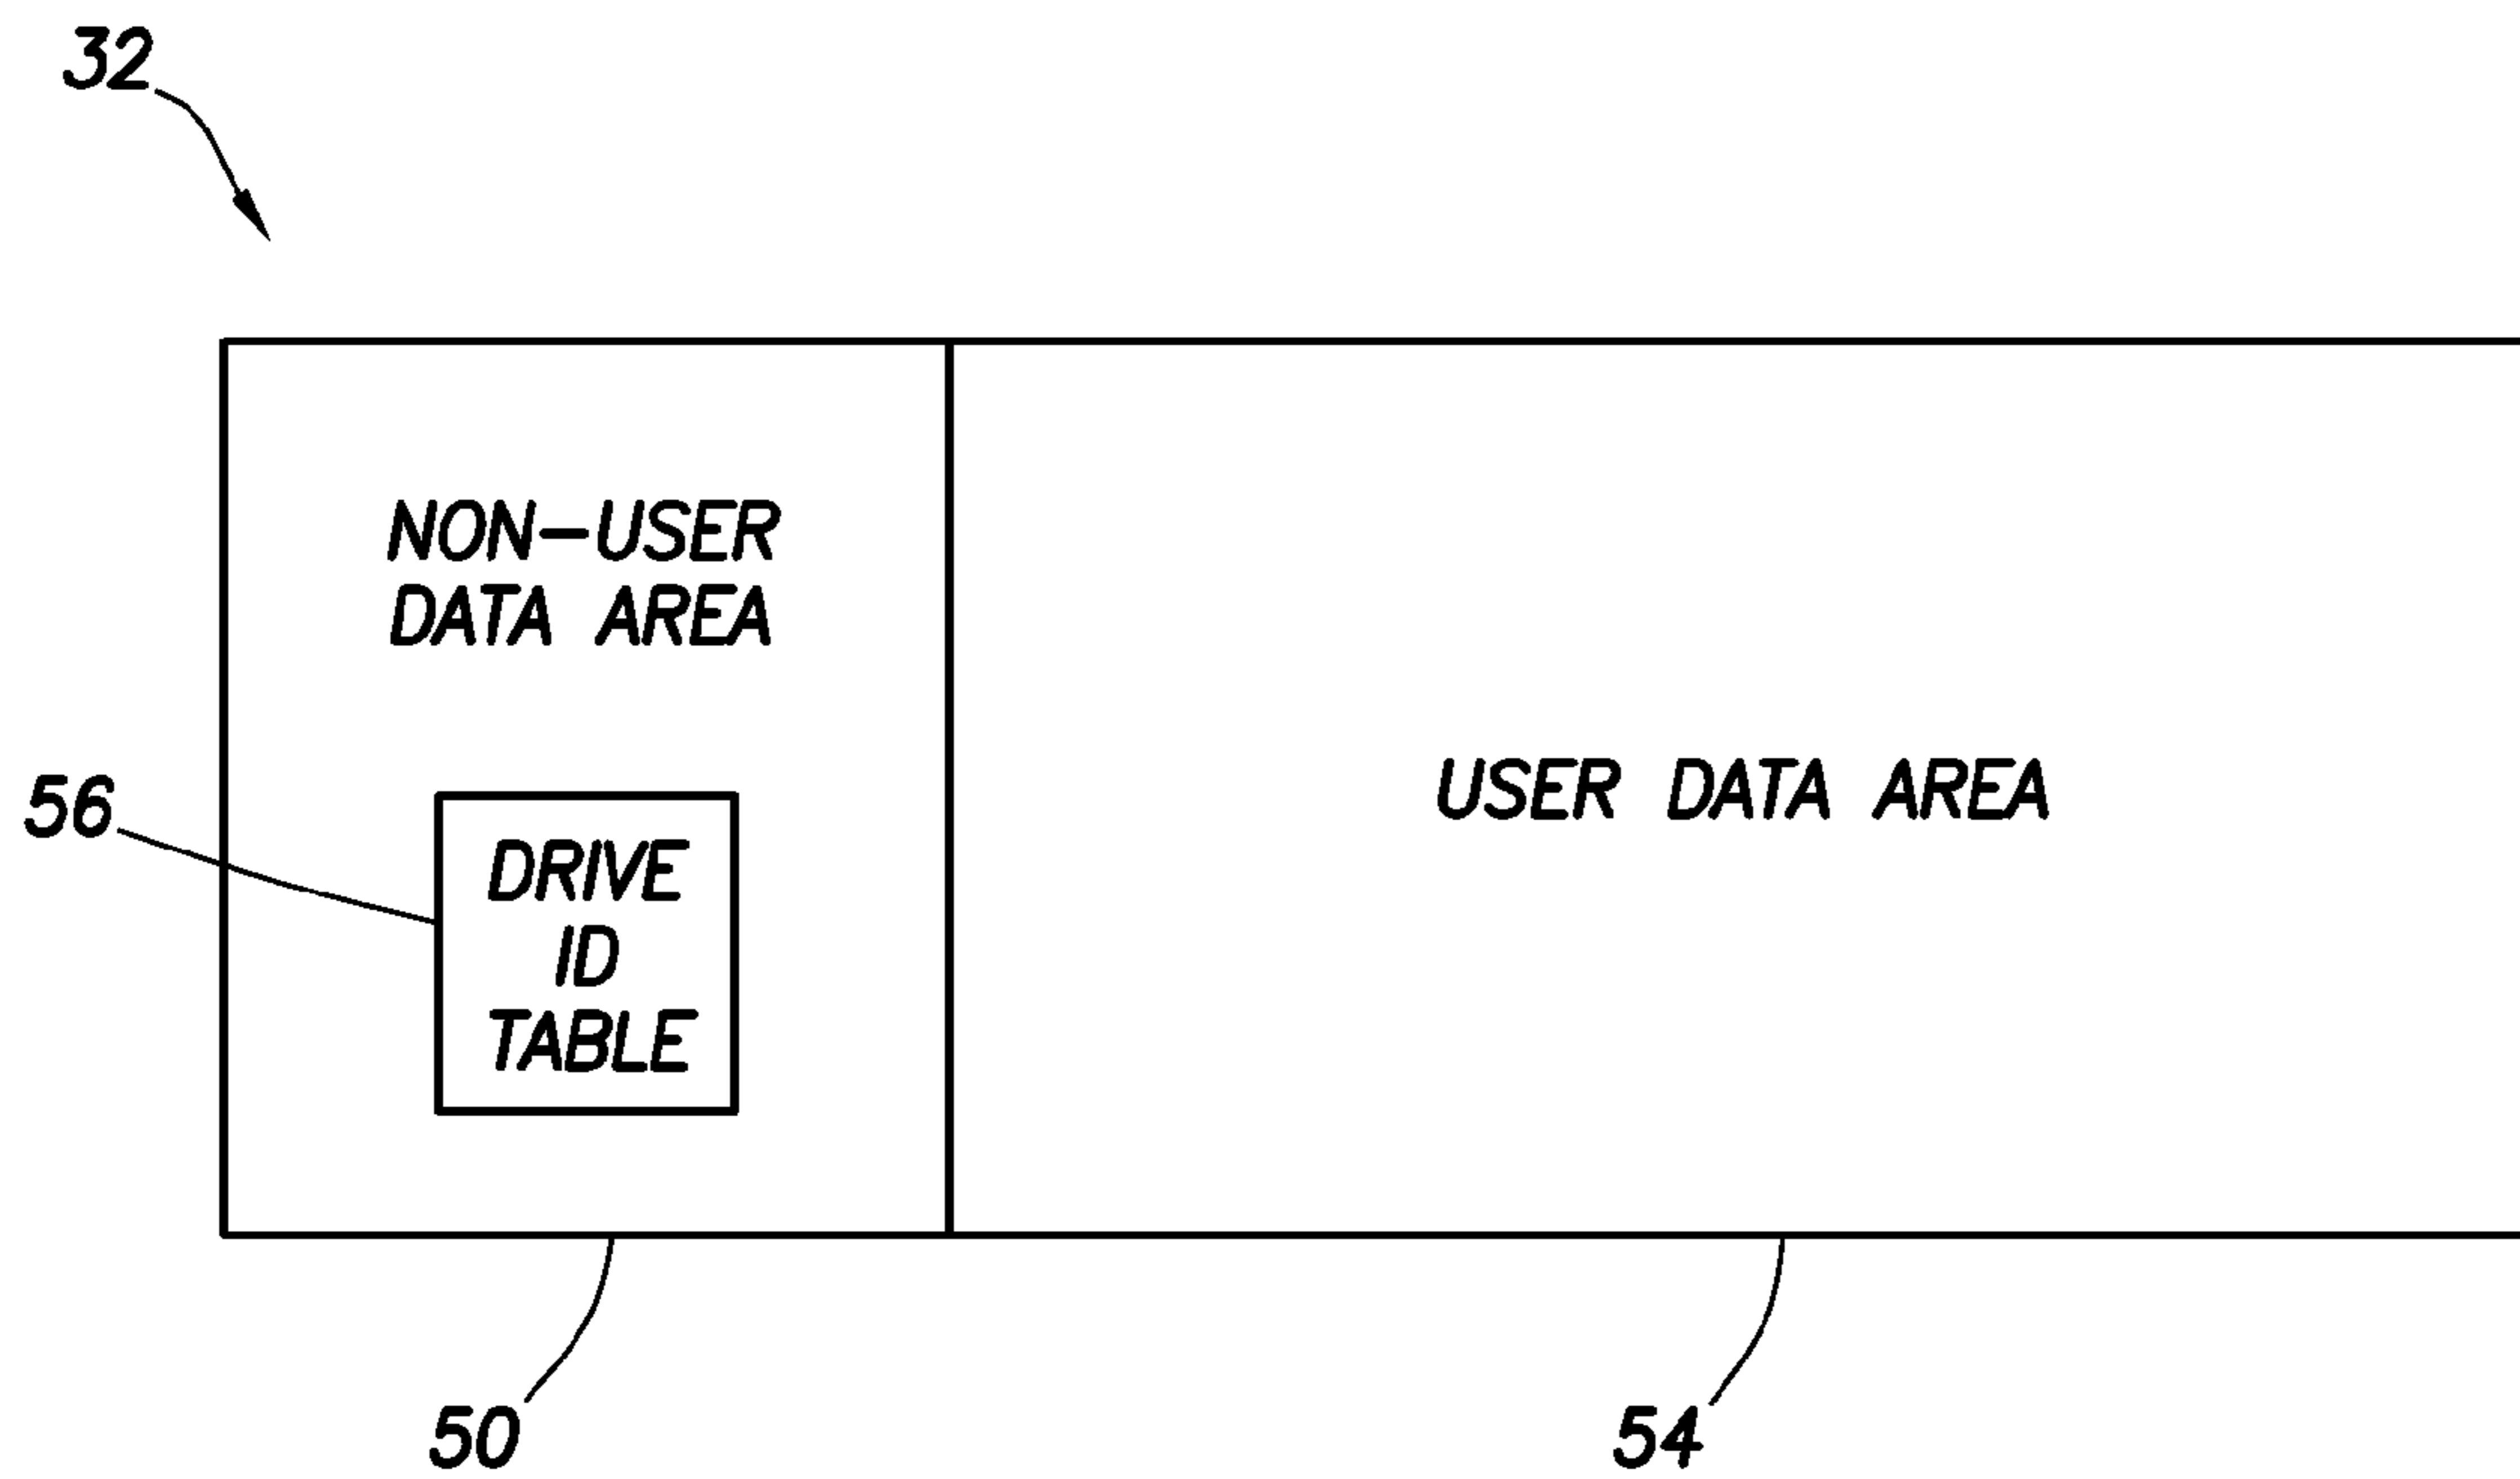 32
NON-USER
DATA AREA
USER DATA AREA
56
DRIVE
ID
TABLE
50
54